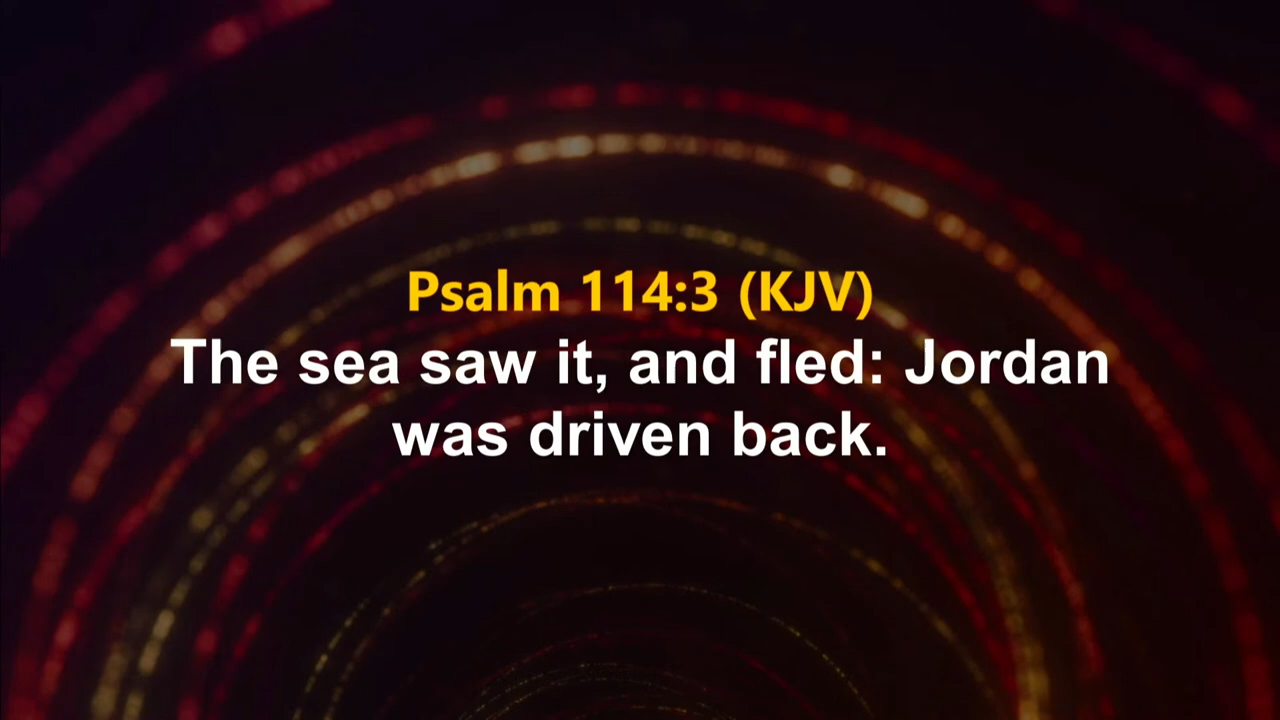 Psalm 114:3 (KJV)
The sea saw it, and fled: Jordan
was driven back.